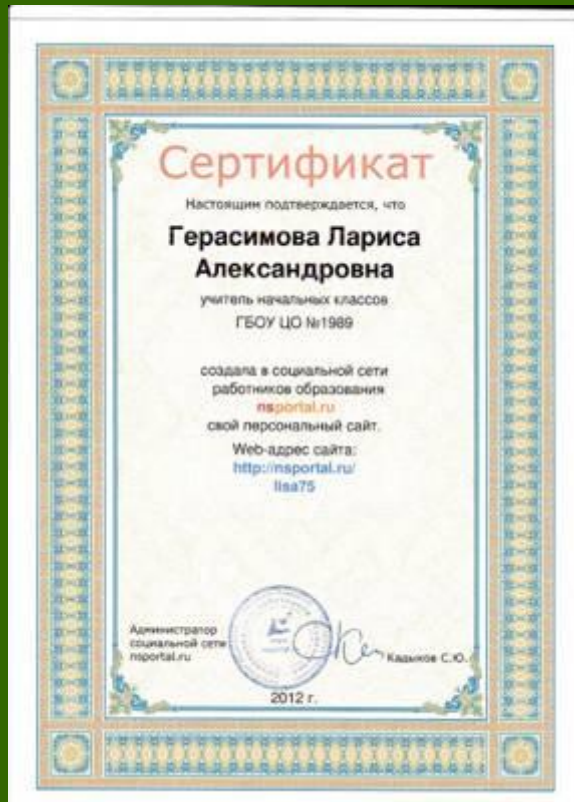 Сертификат
Настоящим подтверждается, что
Герасимова Лариса
Александровна
учитель начальных классов
ГБОУ ЦО №1989
создала в социальной сети
работников образования
nsportal.ru
свой персональный сайт.
Web-адрес сайта:
http://nsportal.ru/
lisa75
Администратор
социальной сети
nsportal.ru
Кадыков С.Ю.
2012 г.